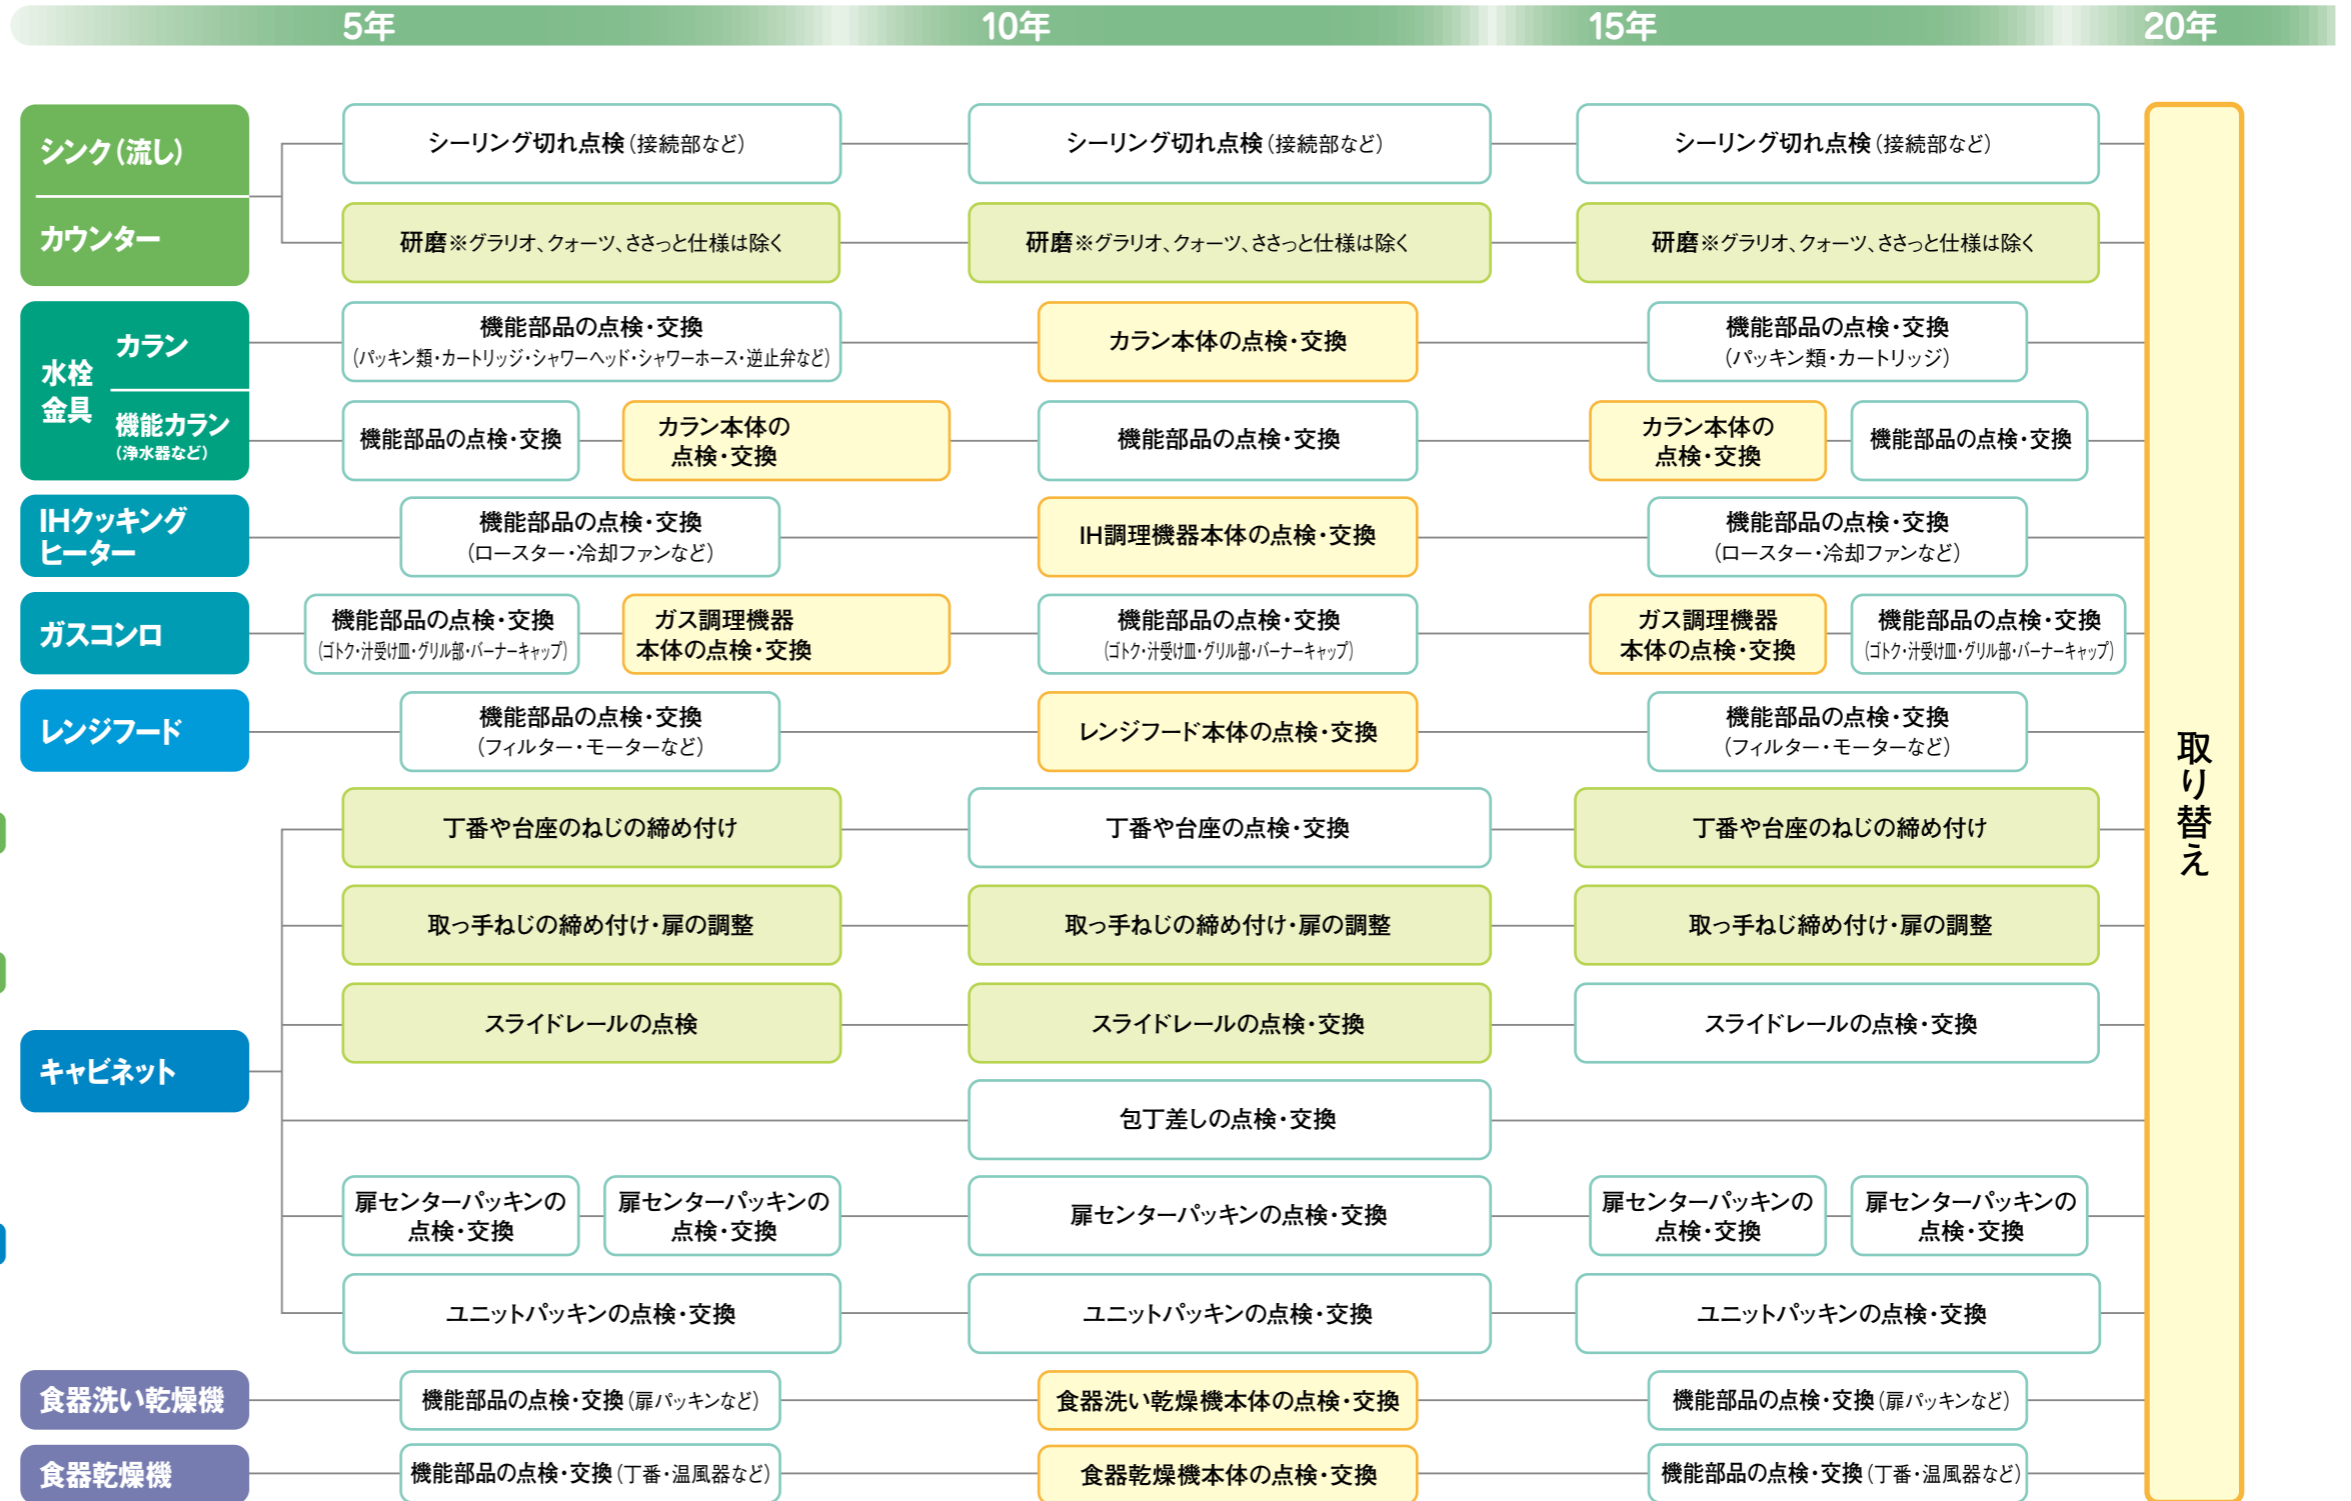 5年 10年 15年 20年
シンク（流し）
シーリング切れ点検（接続部など） シーリング切れ点検（接続部など） シーリング切れ点検（接続部など）
カウンター
研磨※グラリオ、クォーツ、ささっと仕様は除く 研磨※グラリオ、クォーツ、ささっと仕様は除く 研磨※グラリオ、クォーツ、ささっと仕様は除く
水栓
金具
カラン
機能部品の点検・交換
（パッキン類・カートリッジ・シャワーヘッド・シャワーホース・逆止弁など）
カラン本体の点検・交換
機能部品の点検・交換
（パッキン類・カートリッジ）
機能カラン
（浄水器など）
機能部品の点検・交換
カラン本体の
点検・交換
機能部品の点検・交換
カラン本体の
点検・交換
機能部品の点検・交換
IHクッキング
ヒーター
機能部品の点検・交換
（ロースター・冷却ファンなど）
IH調理機器本体の点検・交換
機能部品の点検・交換
（ロースター・冷却ファンなど）
ガスコンロ
機能部品の点検・交換
（ゴトク・汁受け皿・グリル部・バーナーキャップ）
ガス調理機器
本体の点検・交換
機能部品の点検・交換
（ゴトク・汁受け皿・グリル部・バーナーキャップ）
ガス調理機器
本体の点検・交換
機能部品の点検・交換
（ゴトク・汁受け皿・グリル部・バーナーキャップ）
レンジフード
機能部品の点検・交換
（フィルター・モーターなど）
レンジフード本体の点検・交換
機能部品の点検・交換
（フィルター・モーターなど）
キャビネット
丁番や台座のねじの締め付け 丁番や台座の点検・交換 丁番や台座のねじの締め付け
取っ手ねじの締め付け・扉の調整 取っ手ねじの締め付け・扉の調整 取っ手ねじ締め付け・扉の調整
スライドレールの点検 スライドレールの点検・交換 スライドレールの点検・交換
包丁差しの点検・交換
扉センターパッキンの
点検・交換
扉センターパッキンの
点検・交換
扉センターパッキンの点検・交換
扉センターパッキンの
点検・交換
扉センターパッキンの
点検・交換
ユニットパッキンの点検・交換 ユニットパッキンの点検・交換 ユニットパッキンの点検・交換
食器洗い乾燥機
機能部品の点検・交換（扉パッキンなど） 食器洗い乾燥機本体の点検・交換 機能部品の点検・交換（扉パッキンなど）
食器乾燥機
機能部品の点検・交換（丁番・温風器など） 食器乾燥機本体の点検・交換 機能部品の点検・交換（丁番・温風器など）
取り替え